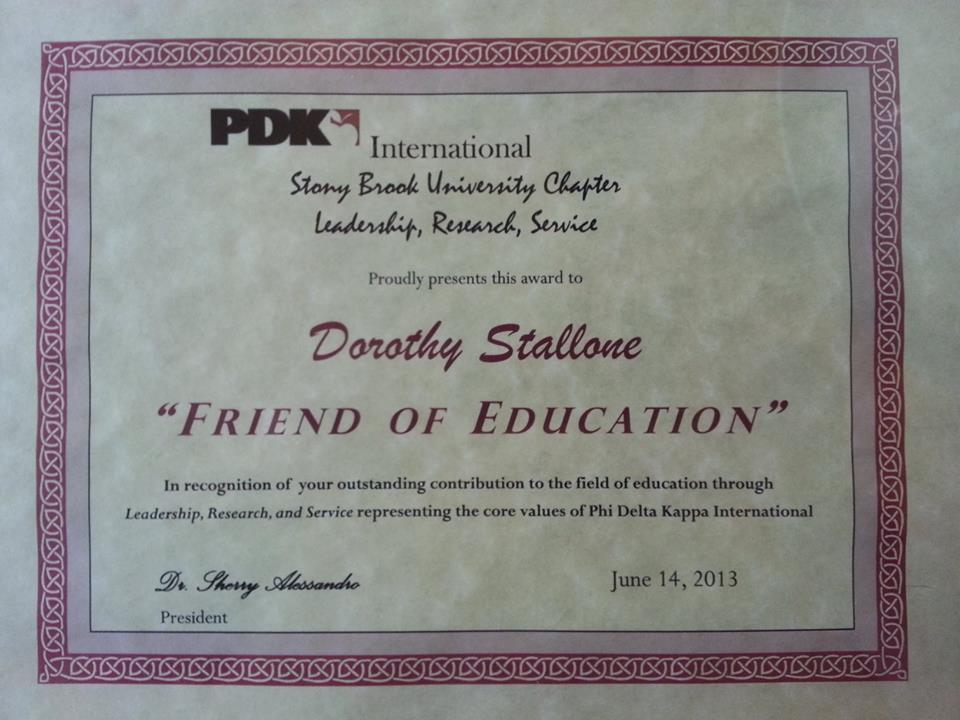 PDK International
Stony Brook University Chapter
Leadership, Research, Service
Proudly presents this award to
Dorothy Stallone
“FRIEND OF EDUCATION”
In recognition of your outstanding contribution to the field of education through
Leadership, Research, and Service representing the core values of Phi Delta Kappa International
Dr. Sherry Alessandro
June 14, 2013
President